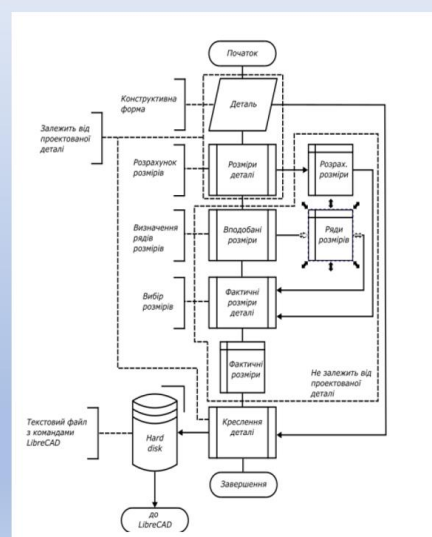 Початок
Конструктивна
форма
Деталь
Залежить від
проектованої
деталі
Розрахунок
розмірів
Розміри
деталі
Розрах.
розміри
Визначення
рядів
розмірів
Вподобані
розміри
Ряди
розмірів
Вибір
розмірів
Фактичні
розміри
деталі
Фактичні
розміри
Не залежить від
проектованої
деталі
Текстовий файл
з командами
LibreCAD
Hard
disk
Креслення
деталі
Завершення
до
LibreCAD